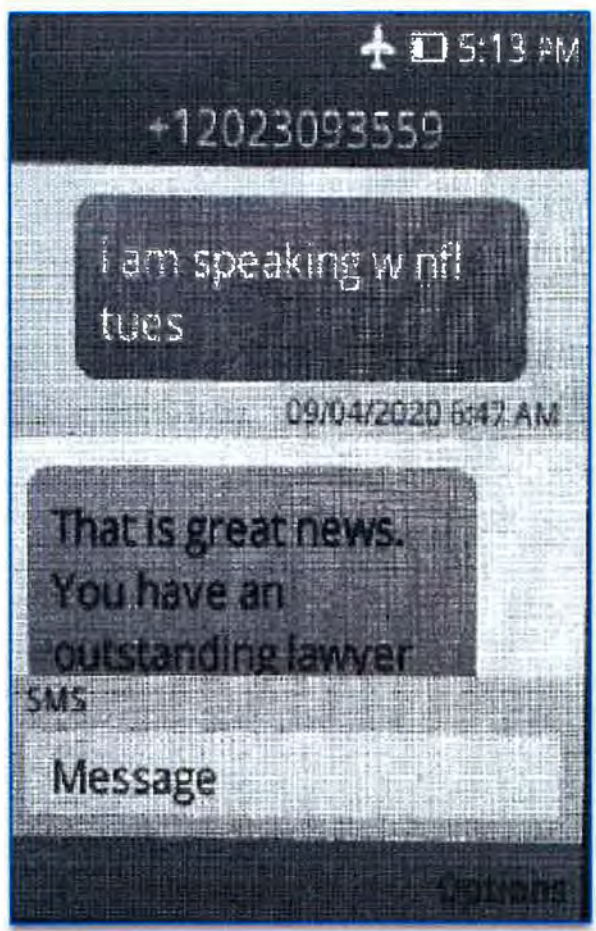 5:13 PM
+12023093559
i am speaking w nfl
tues
09/04/2020 6:47 AM
That is great news.
You have an
outstanding lawyer
SMS
Message
Options